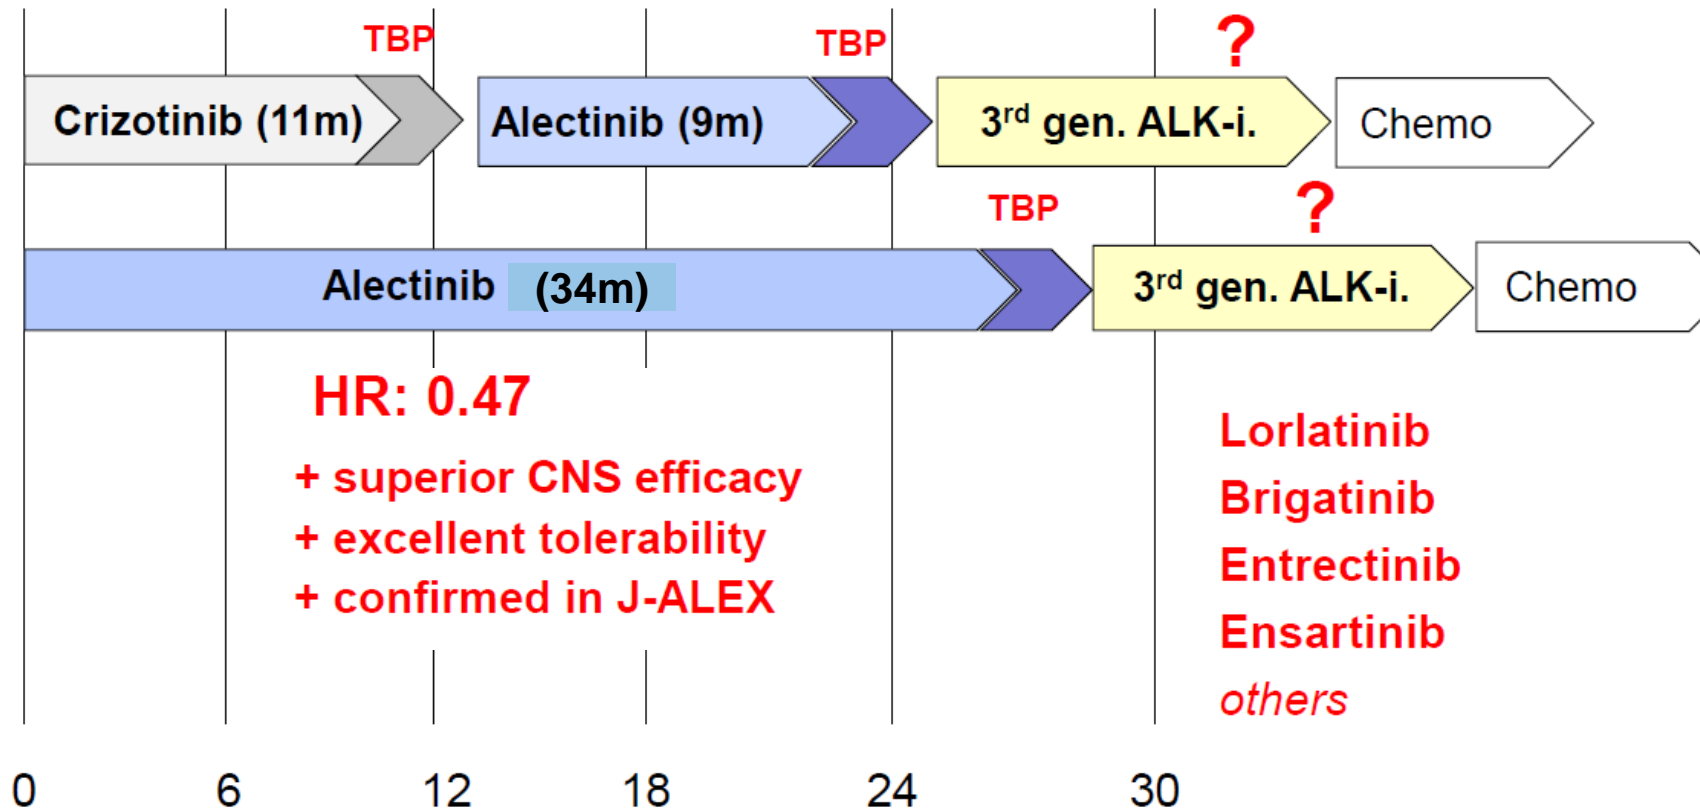 TBP
TBP
?
Crizotinib (11m)
Alectinib (9m)
3rd gen. ALK-i.
Chemo
TBP
?
Alectinib (34m)
3rd gen. ALK-i.
Chemo
HR: 0.47
+ superior CNS efficacy
+ excellent tolerability
+ confirmed in J-ALEX
Lorlatinib
Brigatinib
Entrectinib
Ensartinib
others
0 6 12 18 24 30